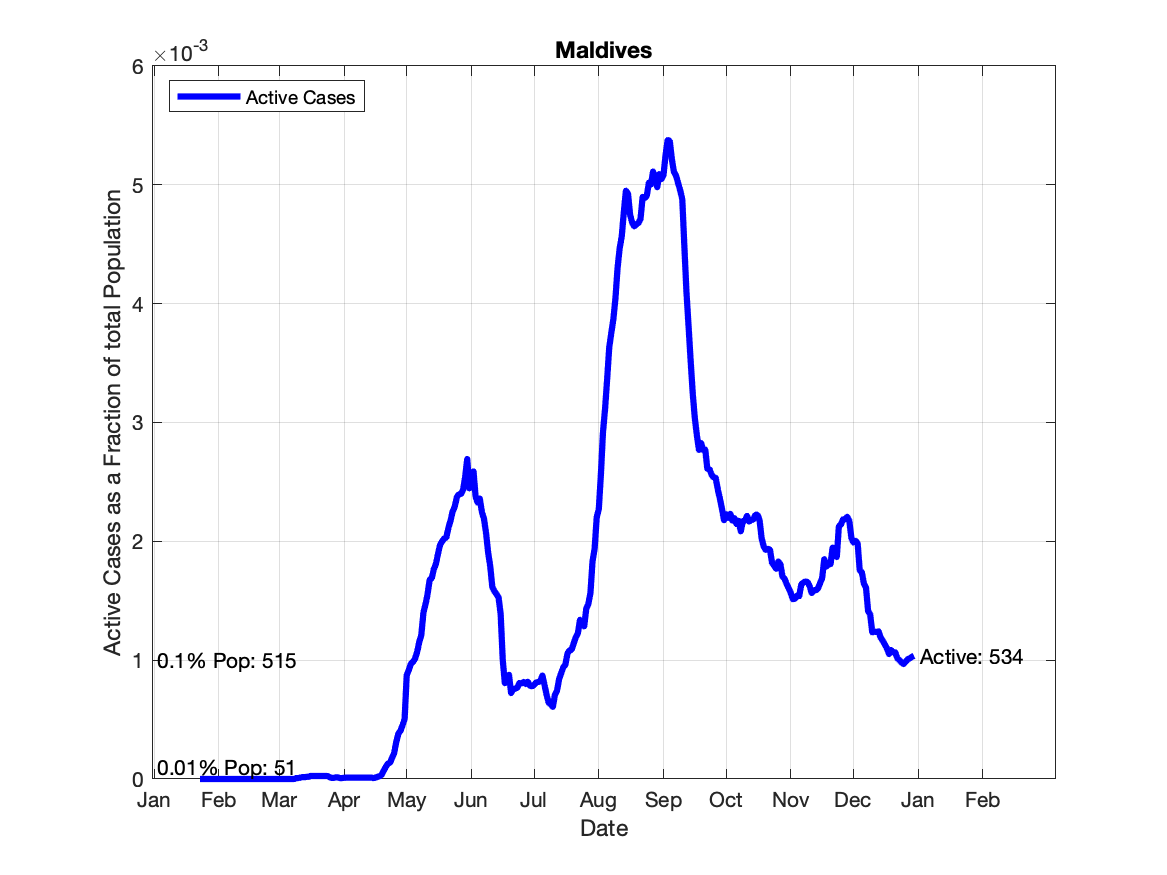 Maldives
×10-3
Active Cases
6
5
4
3
2
1
0
Active Cases as a Fraction of total Population
0.1% Pop: 515
0.01% Pop: 51
Active: 534
Jan Feb Mar Apr May Jun Jul Aug Sep Oct Nov Dec Jan Feb
Date